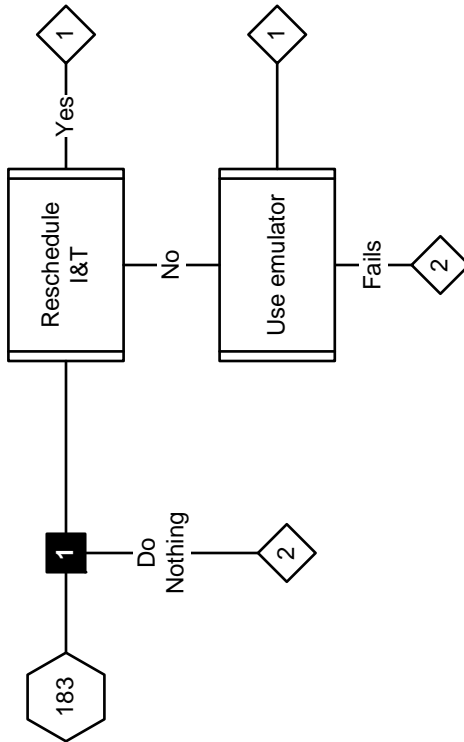 183
1
Do
Nothing
2
Reschedule
I&T
Yes
1
No
Use emulator
1
Fails
2